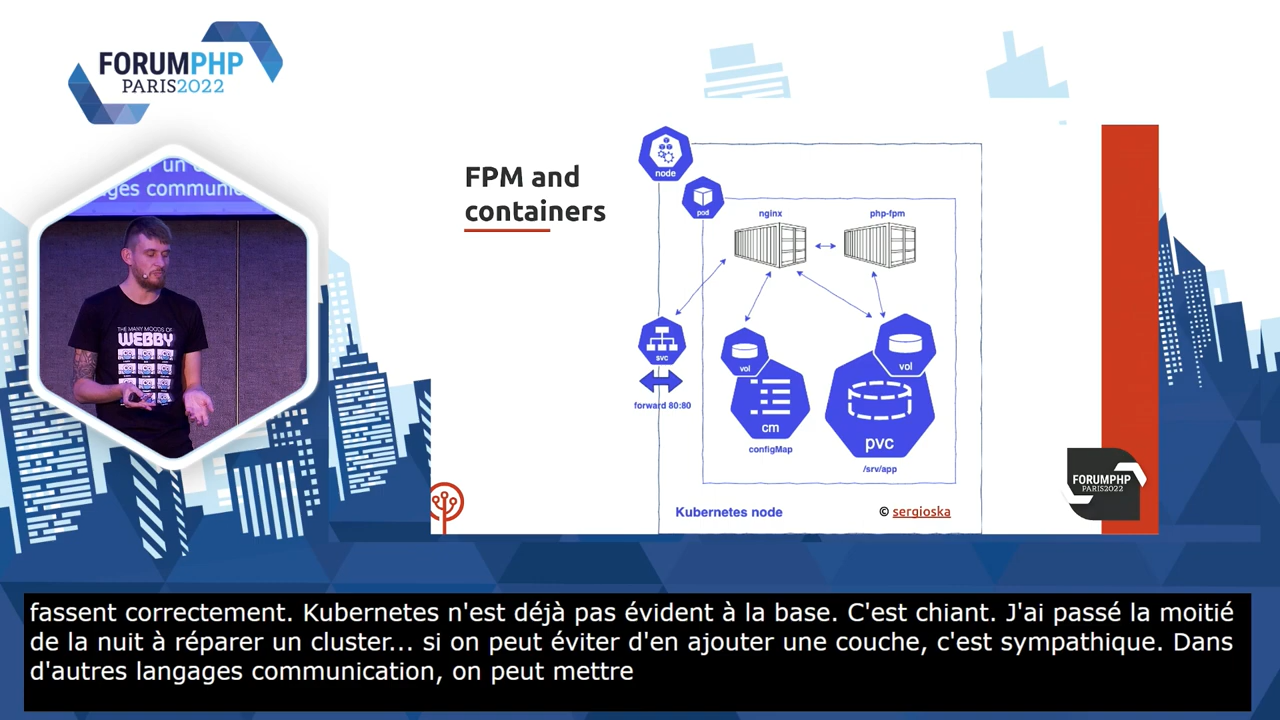 FORUMPHP
PARIS2022
r un
ages communic
THE MANY MOODS OF
WEBBY
FPM and
containers
node
pod
nginx
php-fpm
svc
forward 80:80
vol
cm
configMap
vol
pvc
/srv/app
Kubernetes node
© sergioska
FORUMPHP
PARIS2022
fassent correctement. Kubernetes n'est déjà pas évident à la base. C'est chiant. J'ai passé la moitié
de la nuit à réparer un cluster... si on peut éviter d'en ajouter une couche, c'est sympathique. Dans
d'autres langages communication, on peut mettre